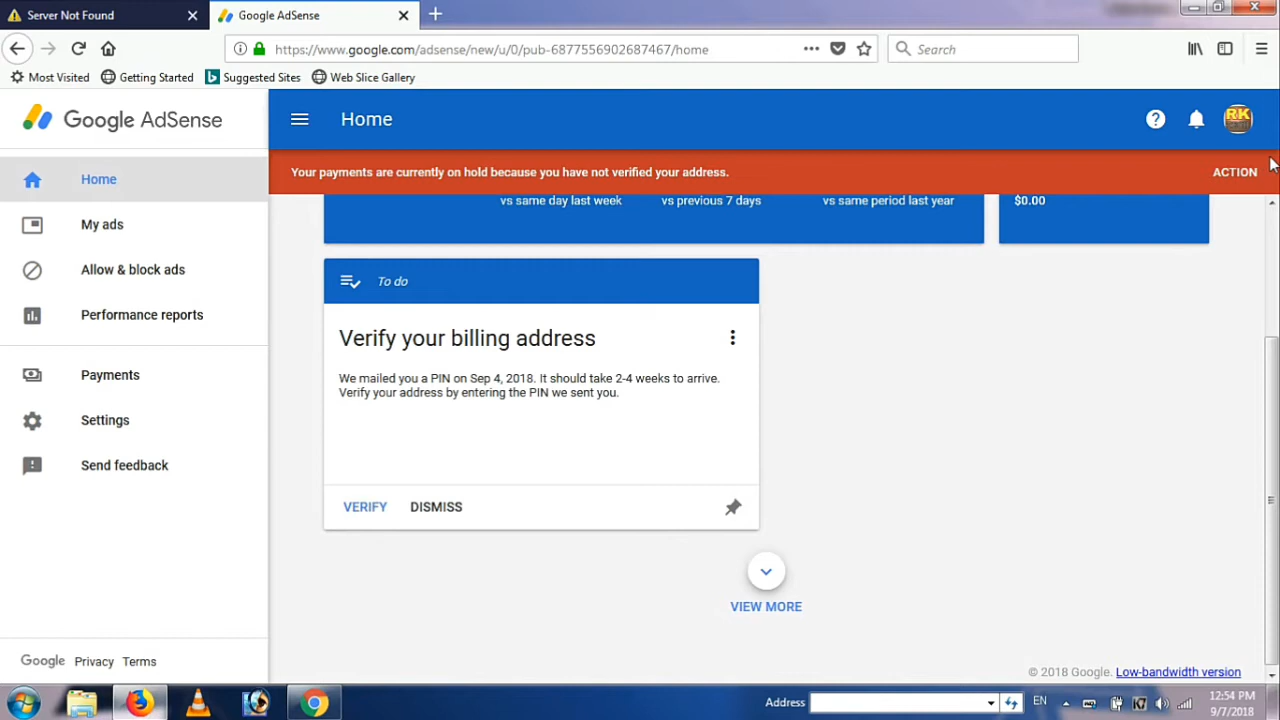 Server Not Found
Google AdSense
https://www.google.com/adsense/new/u/0/pub-6877556902687467/home
Search
Most Visited
Getting Started
Suggested Sites
Web Slice Gallery
Google AdSense
Home
RK
Your payments are currently on hold because you have not verified your address.
ACTION
Home
My ads
Allow & block ads
Performance reports
Payments
Settings
Send feedback
vs same day last week
vs previous 7 days
vs same period last year
$0.00
To do
Verify your billing address
We mailed you a PIN on Sep 4, 2018. It should take 2-4 weeks to arrive.
Verify your address by entering the PIN we sent you.
VERIFY
DISMISS
VIEW MORE
Google
Privacy
Terms
© 2018 Google.
Low-bandwidth version
Address
EN
12:54 PM
9/7/2018